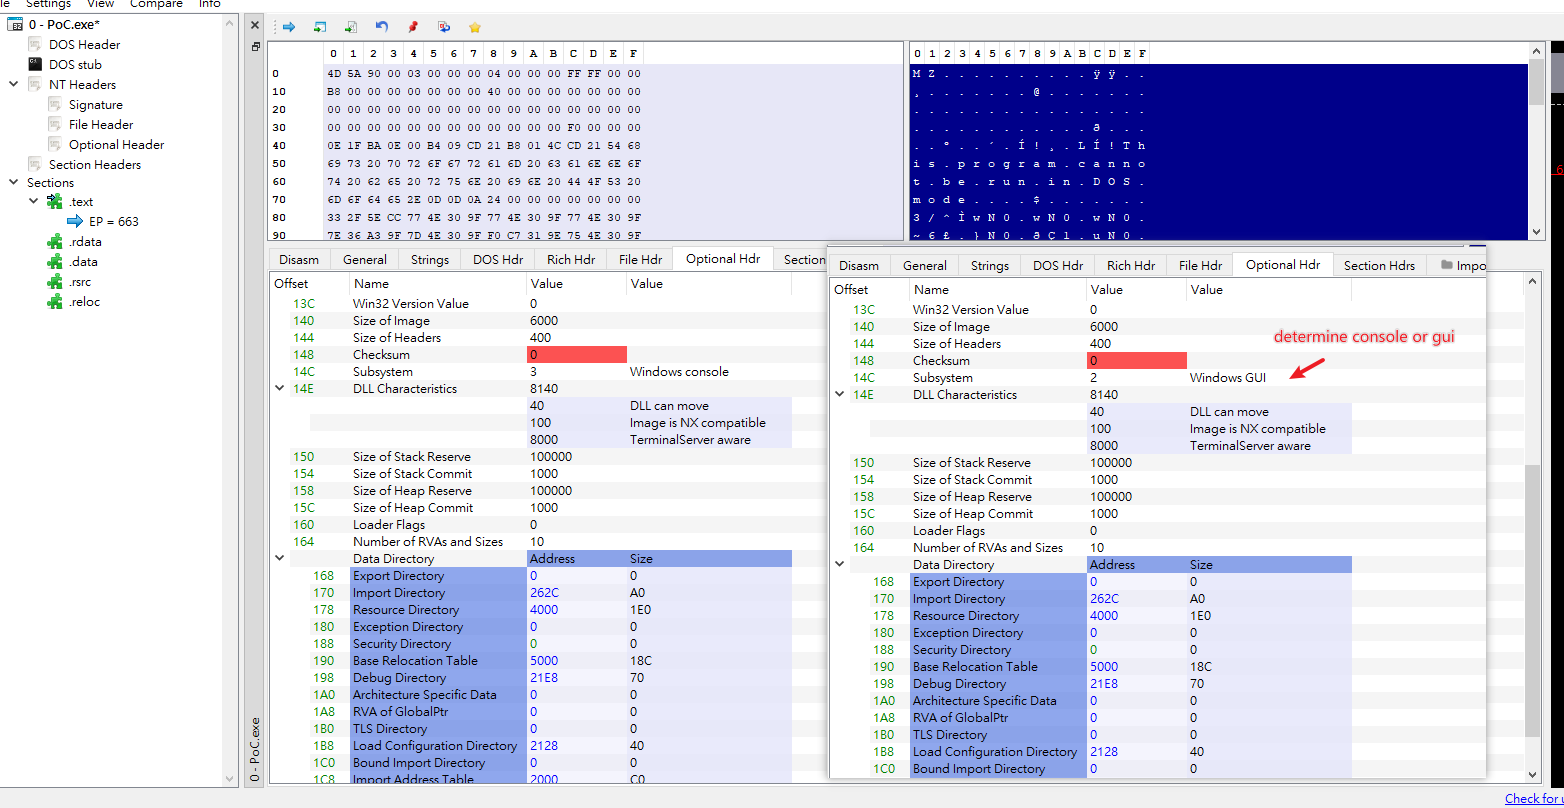 le Settings View Compare Info
0 - PoC.exe*
DOS Header
DOS stub
NT Headers
Signature
File Header
Optional Header
Section Headers
Sections
.text
EP = 663
.rdata
.data
.rsrc
.reloc
0 - PoC.exe
0 1 2 3 4 5 6 7 8 9 A B C D E F
0 4D 5A 90 00 03 00 00 00 04 00 00 00 FF FF 00 00
10 B8 00 00 00 00 00 00 00 40 00 00 00 00 00 00 00
20 00 00 00 00 00 00 00 00 00 00 00 00 00 00 00 00
30 00 00 00 00 00 00 00 00 00 00 00 00 F0 00 00 00
40 0E 1F BA 0E 00 B4 09 CD 21 B8 01 4C CD 21 54 68
50 69 73 20 70 72 6F 67 72 61 6D 20 63 61 6E 6E 6F
60 74 20 62 65 20 72 75 6E 20 69 6E 20 44 4F 53 20
70 6D 6F 64 65 2E 0D 0D 0A 24 00 00 00 00 00 00 00
80 33 2F 5E CC 77 4E 30 9F 77 4E 30 9F 77 4E 30 9F
90 7E 36 A3 9F 7D 4E 30 9F F0 C7 31 9E 75 4E 30 9F
0 1 2 3 4 5 6 7 8 9 A B C D E F
M Z . . . . . . . . . . ÿ ÿ . .
¸ . . . . . . . @ . . . . . . .
. . . . . . . . . . . . . . . .
. . . . . . . . . . . . ð . . .
. . º . . ´ . Í ! ¸ . L Í ! T h
i s . p r o g r a m . c a n n o
t . b e . r u n . i n . D O S .
m o d e . . . . $ . . . . . . .
3 / ^ Ì w N 0 . w N 0 . w N 0 .
~ 6 £ . } N 0 . ð Ç 1 . u N 0 .
Disasm General Strings DOS Hdr Rich Hdr File Hdr Optional Hdr Section
Offset Name Value Value
13C Win32 Version Value 0
140 Size of Image 6000
144 Size of Headers 400
148 Checksum 0
14C Subsystem 3 Windows console
14E DLL Characteristics 8140
40 DLL can move
100 Image is NX compatible
8000 TerminalServer aware
150 Size of Stack Reserve 100000
154 Size of Stack Commit 1000
158 Size of Heap Reserve 100000
15C Size of Heap Commit 1000
160 Loader Flags 0
164 Number of RVAs and Sizes 10
Data Directory Address Size
168 Export Directory 0 0
170 Import Directory 262C A0
178 Resource Directory 4000 1E0
180 Exception Directory 0 0
188 Security Directory 0 0
190 Base Relocation Table 5000 18C
198 Debug Directory 21E8 70
1A0 Architecture Specific Data 0 0
1A8 RVA of GlobalPtr 0 0
1B0 TLS Directory 0 0
1B8 Load Configuration Directory 2128 40
1C0 Bound Import Directory 0 0
1C8 Import Address Table 2000 C0
Disasm General Strings DOS Hdr Rich Hdr File Hdr Optional Hdr Section Hdrs Impo
Offset Name Value Value
13C Win32 Version Value 0
140 Size of Image 6000
determine console or gui
144 Size of Headers 400
148 Checksum 0
14C Subsystem 2 Windows GUI
14E DLL Characteristics 8140
40 DLL can move
100 Image is NX compatible
8000 TerminalServer aware
150 Size of Stack Reserve 100000
154 Size of Stack Commit 1000
158 Size of Heap Reserve 100000
15C Size of Heap Commit 1000
160 Loader Flags 0
164 Number of RVAs and Sizes 10
Data Directory Address Size
168 Export Directory 0 0
170 Import Directory 262C A0
178 Resource Directory 4000 1E0
180 Exception Directory 0 0
188 Security Directory 0 0
190 Base Relocation Table 5000 18C
198 Debug Directory 21E8 70
1A0 Architecture Specific Data 0 0
1A8 RVA of GlobalPtr 0 0
1B0 TLS Directory 0 0
1B8 Load Configuration Directory 2128 40
1C0 Bound Import Directory 0 0
6
Check for